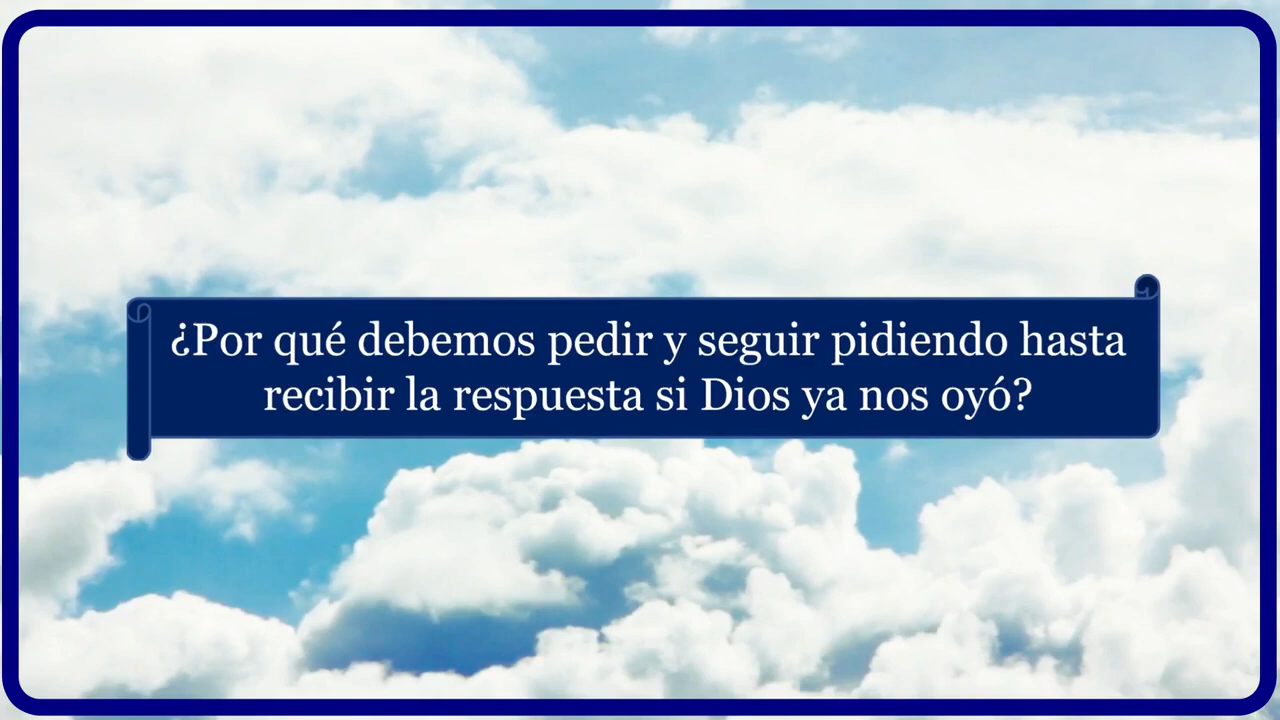 ¿Por qué debemos pedir y seguir pidiendo hasta
recibir la respuesta si Dios ya nos oyó?